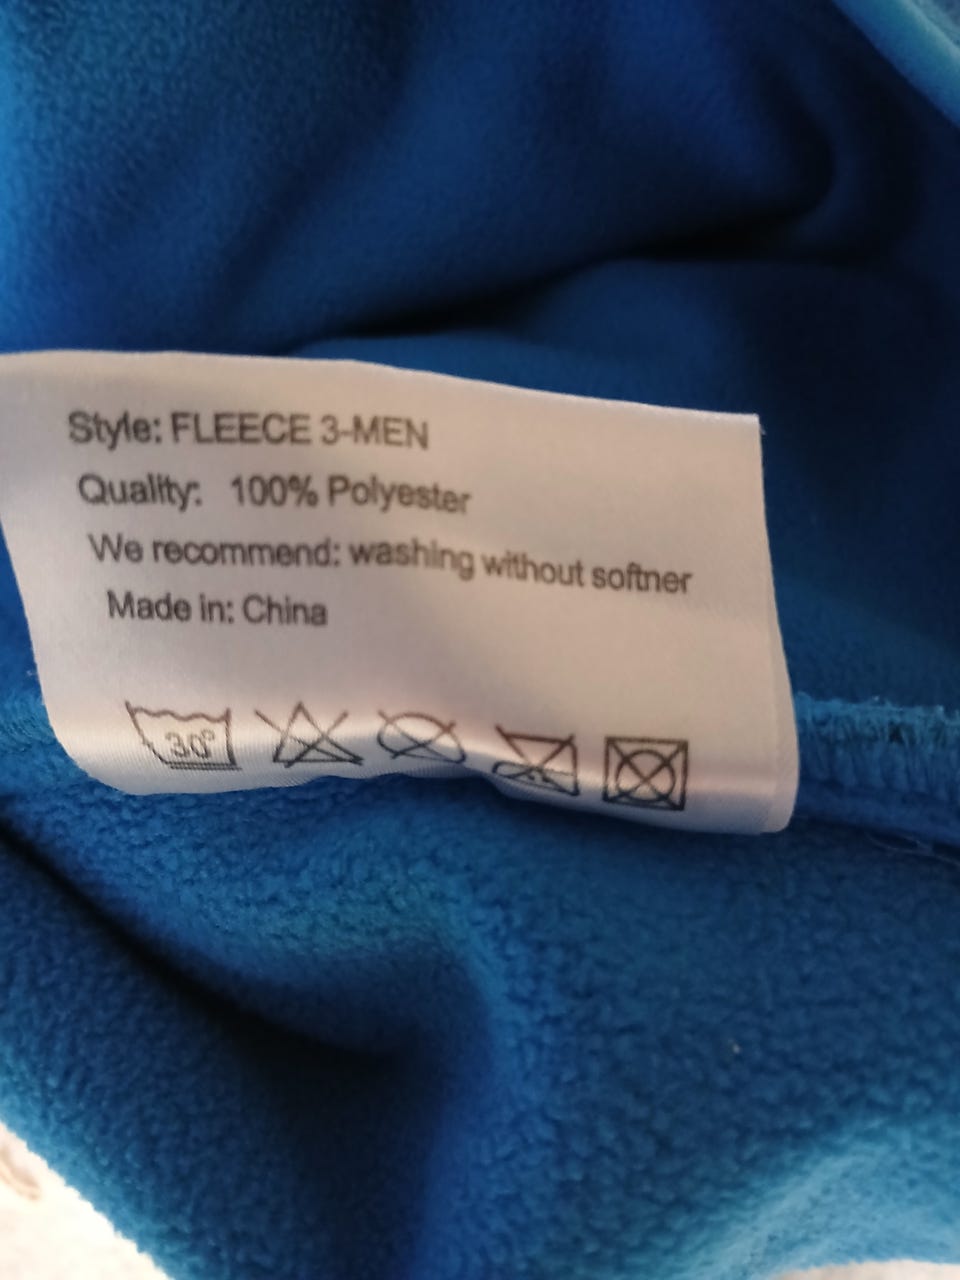 Style: FLEECE 3-MEN
Quality: 100% Polyester
We recommend: washing without softner
Made in: China
30°